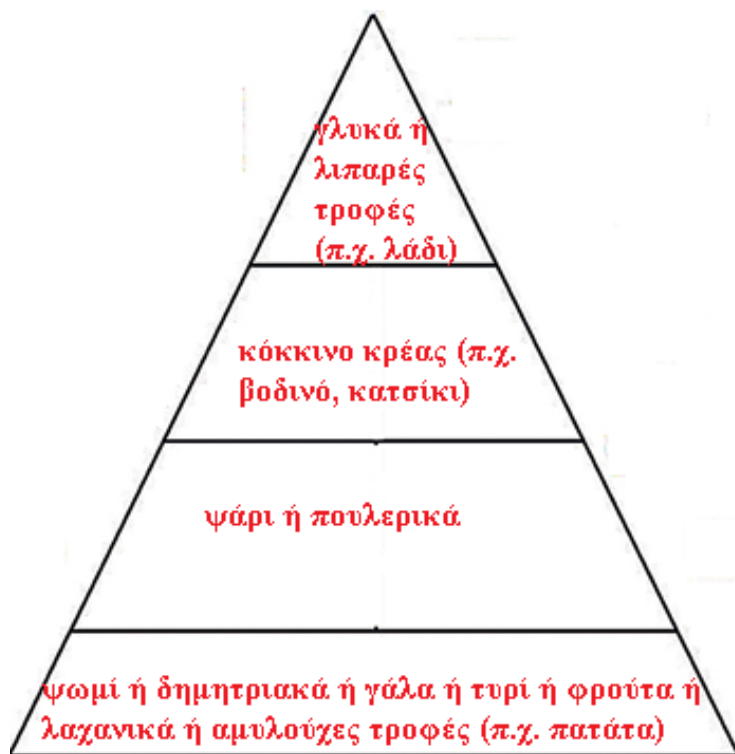 γλυκά ή
λιπαρές
τροφές
(π.χ. λάδι)
κόκκινο κρέας (π.χ.
βοδινό, κατσίκι)
ψάρι ή πουλερικά
ψωμί ή δημητριακά ή γάλα ή τυρί ή φρούτα ή
λαχανικά ή αμυλούχες τροφές (π.χ. πατάτα)